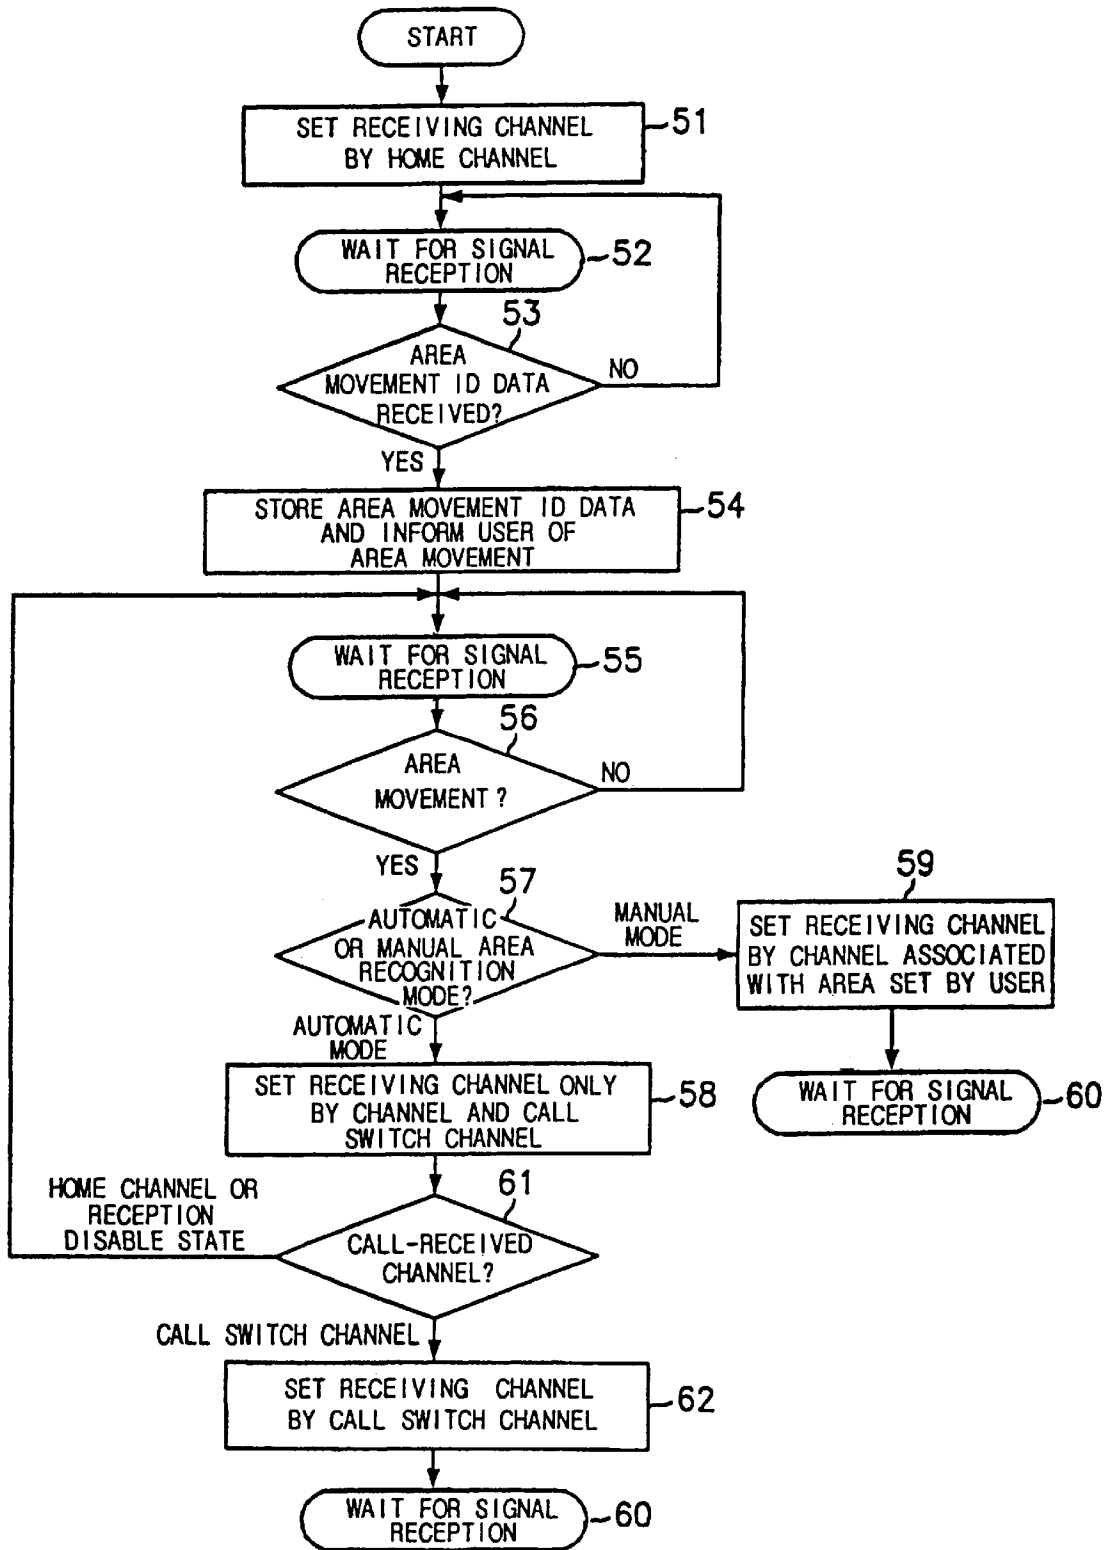 START
SET RECEIVING CHANNEL
BY HOME CHANNEL
51
WAIT FOR SIGNAL
RECEPTION
52
53
AREA
MOVEMENT ID DATA
RECEIVED?
NO
YES
STORE AREA MOVEMENT ID DATA
AND INFORM USER OF
AREA MOVEMENT
54
WAIT FOR SIGNAL
RECEPTION
55
56
AREA
MOVEMENT ?
NO
YES
57
AUTOMATIC
OR MANUAL AREA
RECOGNITION
MODE?
MANUAL
MODE
59
SET RECEIVING CHANNEL
BY CHANNEL ASSOCIATED
WITH AREA SET BY USER
WAIT FOR SIGNAL
RECEPTION
60
AUTOMATIC
MODE
SET RECEIVING CHANNEL ONLY
BY CHANNEL AND CALL
SWITCH CHANNEL
58
HOME CHANNEL OR
RECEPTION
DISABLE STATE
61
CALL-RECEIVED
CHANNEL?
CALL SWITCH CHANNEL
SET RECEIVING CHANNEL
BY CALL SWITCH CHANNEL
62
WAIT FOR SIGNAL
RECEPTION
60